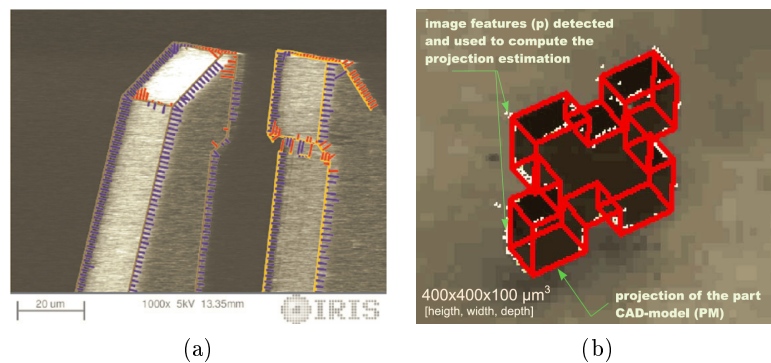 20 um
1000x 5kV 13.35mm
IRIS
image features (p) detected
and used to compute the
projection estimation
400x400x100 µm³
[heigth, width, depth]
projection of the part
CAD-model (PM)
(a)
(b)